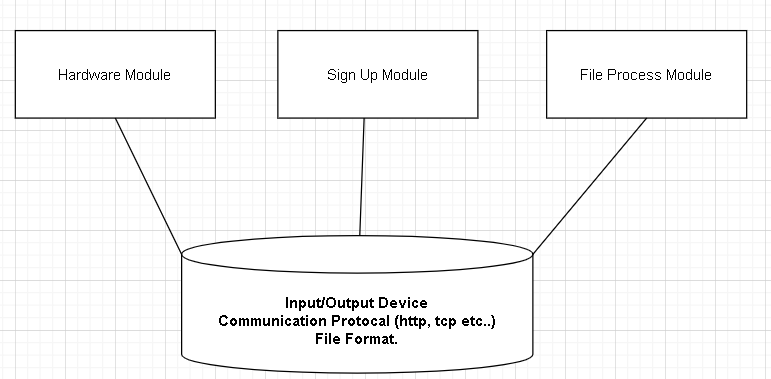 Hardware Module
Sign Up Module
File Process Module
Input/Output Device
Communication Protocal (http, tcp etc..)
File Format.